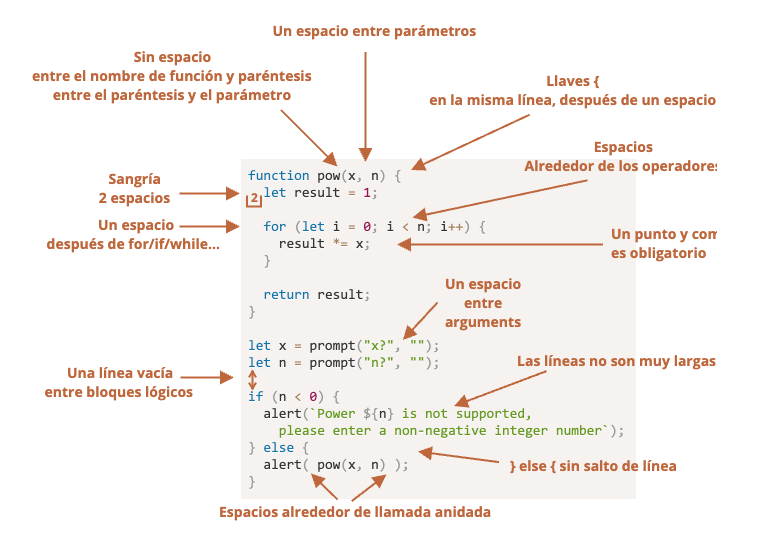 Un espacio entre parámetros
Sin espacio
entre el nombre de función y paréntesis
entre el paréntesis y el parámetro
Llaves {
en la misma línea, después de un espacio
Espacios
Alrededor de los operadores
function pow(x, n) {
Sangría
2 espacios
2
let result = 1;
Un espacio
después de for/if/while...
for (let i = 0; i < n; i++) {
result *= x;
}
Un punto y com
es obligatorio
return result;
}
Un espacio
entre
arguments
let x = prompt("x?", "");
let n = prompt("n?", "");
Una línea vacía
entre bloques lógicos
Las líneas no son muy largas
if (n < 0) {
alert(`Power ${n} is not supported,
please enter a non-negative integer number`);
} else {
alert( pow(x, n) );
}
} else { sin salto de línea
Espacios alrededor de llamada anidada